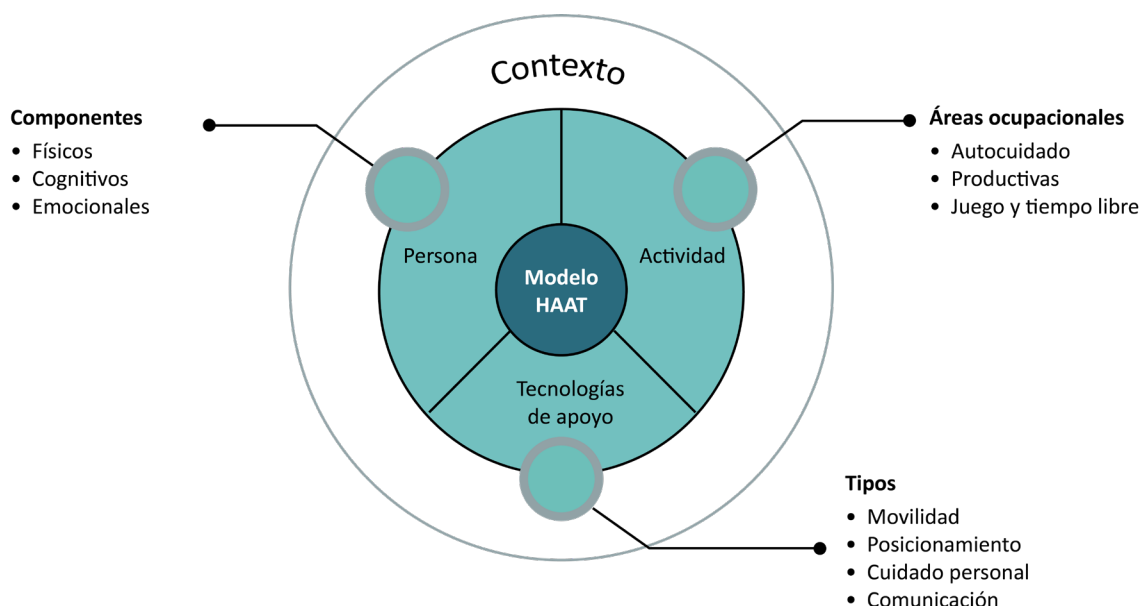 Contexto
Componentes
• Físicos
• Cognitivos
• Emocionales
Áreas ocupacionales
• Autocuidado
• Productivas
• Juego y tiempo libre
Persona
Actividad
Modelo
HAAT
Tecnologías
de apoyo
Tipos
• Movilidad
• Posicionamiento
• Cuidado personal
• Comunicación